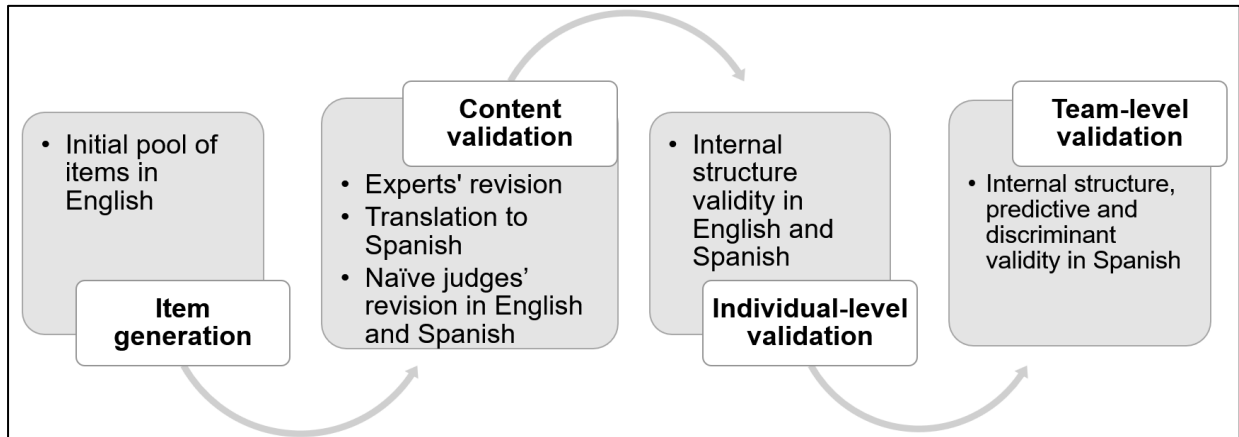 • Initial pool of
items in
English
Item
generation
Content
validation
• Experts' revision
• Translation to
Spanish
• Naïve judges’
revision in English
and Spanish
• Internal
structure
validity in
English and
Spanish
Individual-level
validation
Team-level
validation
• Internal structure,
predictive and
discriminant
validity in Spanish